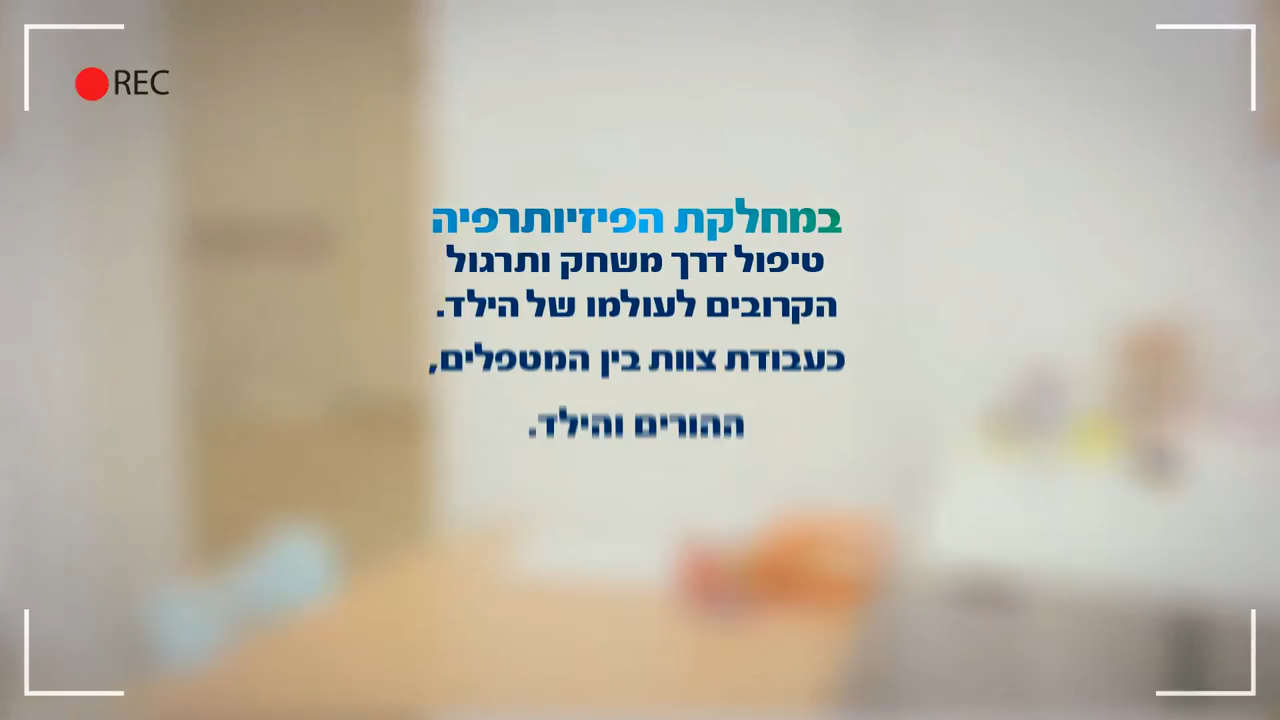 REC
במחלקת הפיזיותרפיה
טיפול דרך משחק ותרגול
הקרובים לעולמו של הילד.
כעבודת צוות בין המטפלים,
ההורים והילד.